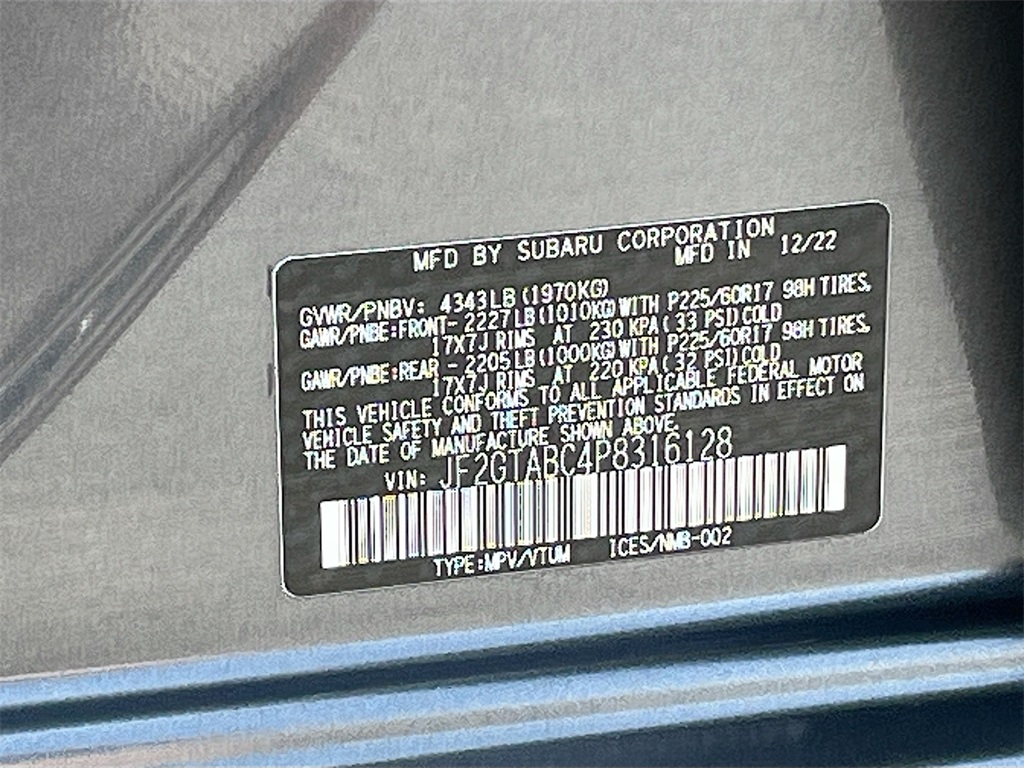 MFD BY SUBARU CORPORATION
MFD IN 12/22
GVWR/PNBV: 4343LB(1970KG)
GAWR/PNBE:FRONT- 2227LB(1010KG)WITH P225/60R17 98H TIRES,
17X7J RIMS AT 230 KPA( 33 PSI)COLD
GAWR/PNBE:REAR - 2205LB(1000KG)WITH P225/60R17 98H TIRES,
17X7J RIMS AT 220 KPA( 32 PSI)COLD
THIS VEHICLE CONFORMS TO ALL APPLICABLE FEDERAL MOTOR
VEHICLE SAFETY AND THEFT PREVENTION STANDARDS IN EFFECT ON
THE DATE OF MANUFACTURE SHOWN ABOVE.
VIN: JF2GTABC4P8316128
TYPE:MPV/VTUM ICES/NMB-002